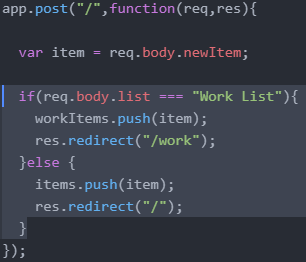 app.post("/",function(req,res){
var item = req.body.newItem;
if(req.body.list === "Work List"){
workItems.push(item);
res.redirect("/work");
}else {
items.push(item);
res.redirect("/");
}
});